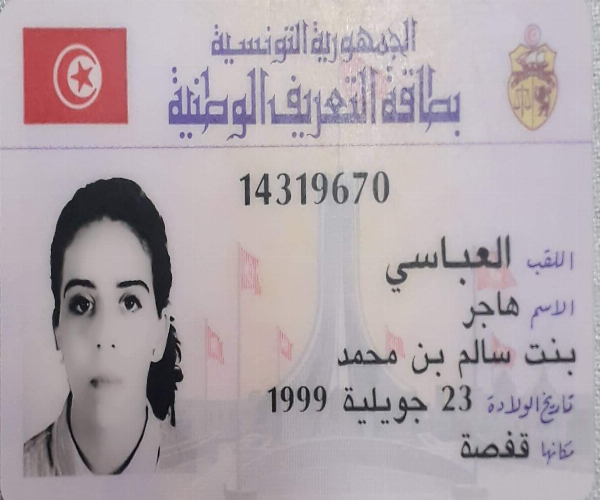 الجمهورية التونسية
بطاقة التعريف الوطنية
14319670
اللقب العباسي
الاسم هاجر
بنت سالم بن محمد
تاريخ الولادة 23 جويلية 1999
مكانها قفصة